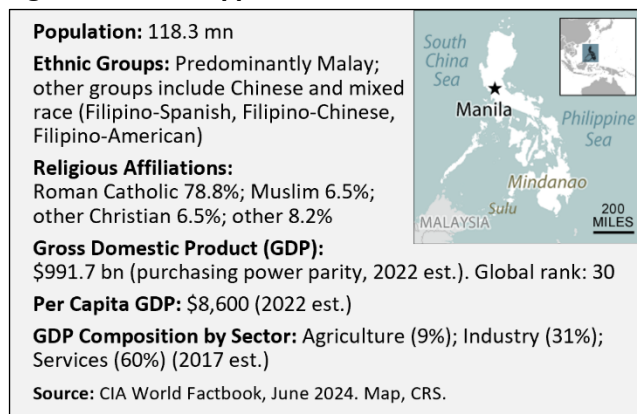 Population: 118.3 mn
Ethnic Groups: Predominantly Malay;
other groups include Chinese and mixed
race (Filipino-Spanish, Filipino-Chinese,
Filipino-American)
Religious Affiliations:
Roman Catholic 78.8%; Muslim 6.5%;
other Christian 6.5%; other 8.2%
Gross Domestic Product (GDP):
$991.7 bn (purchasing power parity, 2022 est.). Global rank: 30
Per Capita GDP: $8,600 (2022 est.)
GDP Composition by Sector: Agriculture (9%); Industry (31%);
Services (60%) (2017 est.)
Source: CIA World Factbook, June 2024. Map, CRS.
South
China
Sea
Manila
Philippine
Sea
Mindanao
Sulu
MALAYSIA
200
MILES